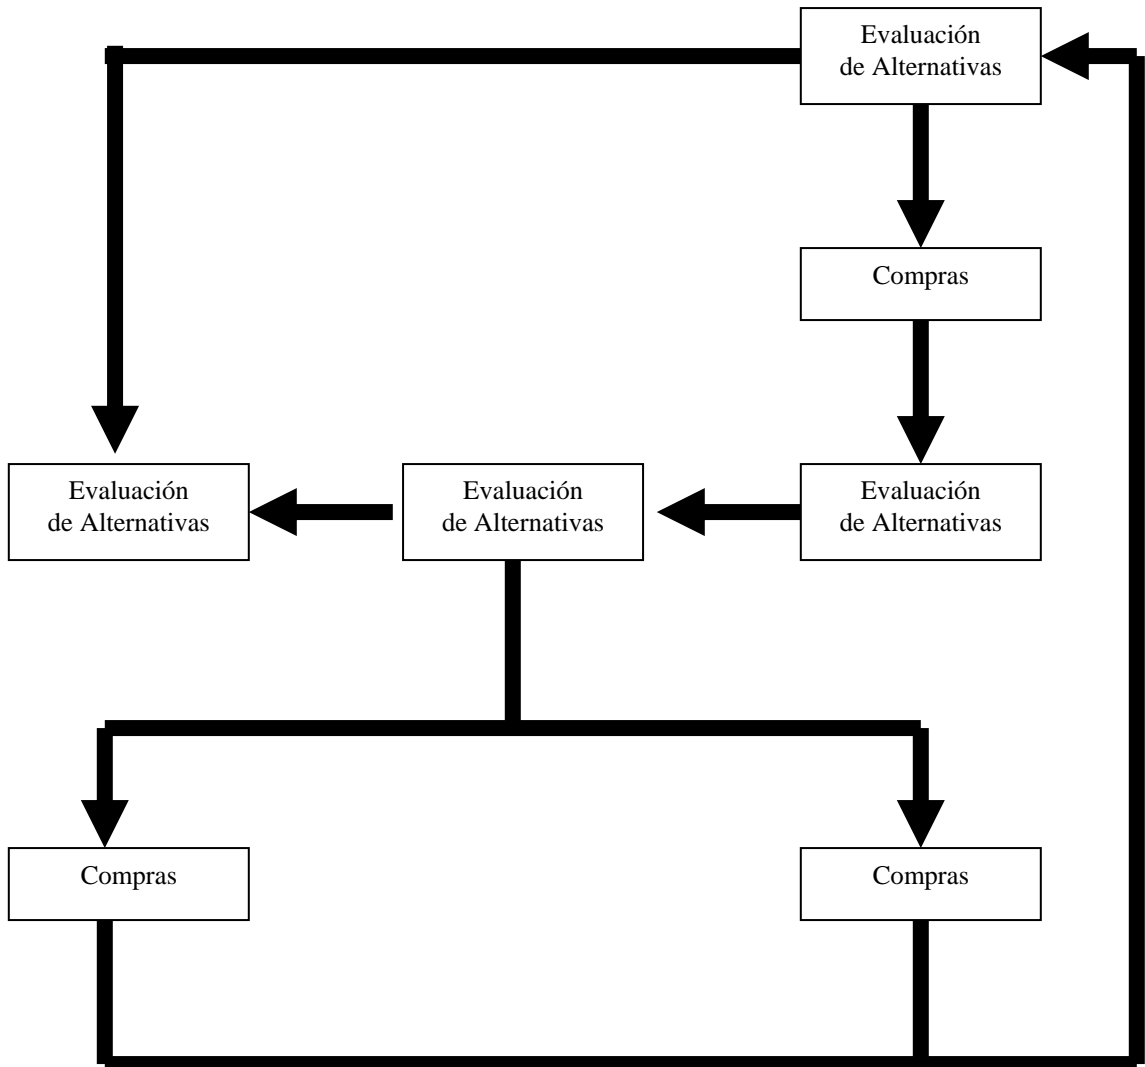 Evaluación
de Alternativas
Compras
Evaluación
de Alternativas
Evaluación
de Alternativas
Evaluación
de Alternativas
Compras
Compras